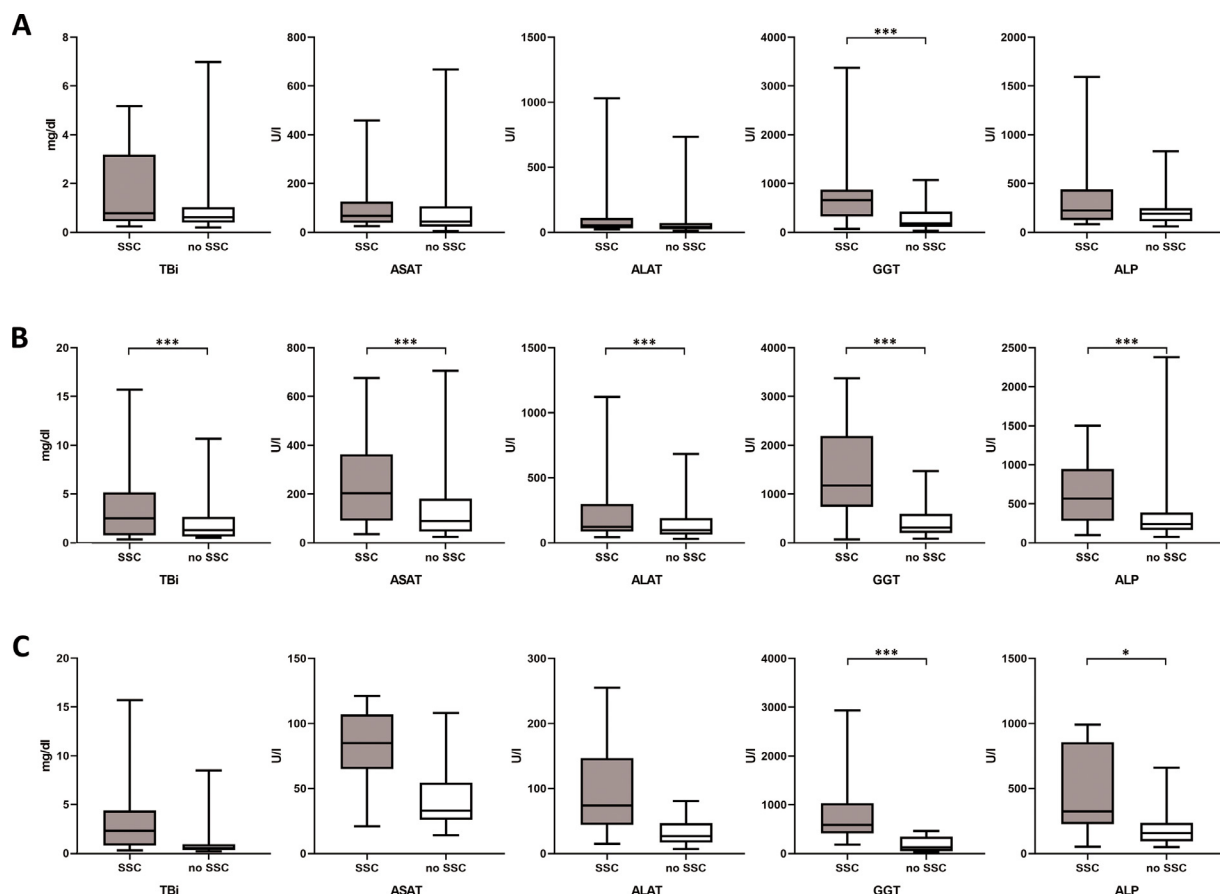 A
8
6
4
2
0
mg/dl
SSC
no SSC
TBi
800
600
400
200
0
U/l
SSC
no SSC
ASAT
1500
1000
500
0
U/l
SSC
no SSC
ALAT
***
4000
3000
2000
1000
0
U/l
SSC
no SSC
GGT
2000
1500
1000
500
0
U/l
SSC
no SSC
ALP
B
***
20
15
10
5
0
mg/dl
SSC
no SSC
TBi
***
800
600
400
200
0
U/l
SSC
no SSC
ASAT
***
1500
1000
500
0
U/l
SSC
no SSC
ALAT
***
4000
3000
2000
1000
0
U/l
SSC
no SSC
GGT
***
2500
2000
1500
1000
500
0
U/l
SSC
no SSC
ALP
C
20
15
10
5
0
mg/dl
SSC
no SSC
TBi
150
100
50
0
U/l
SSC
no SSC
ASAT
300
200
100
0
U/l
SSC
no SSC
ALAT
***
4000
3000
2000
1000
0
U/l
SSC
no SSC
GGT
*
1500
1000
500
0
U/l
SSC
no SSC
ALP